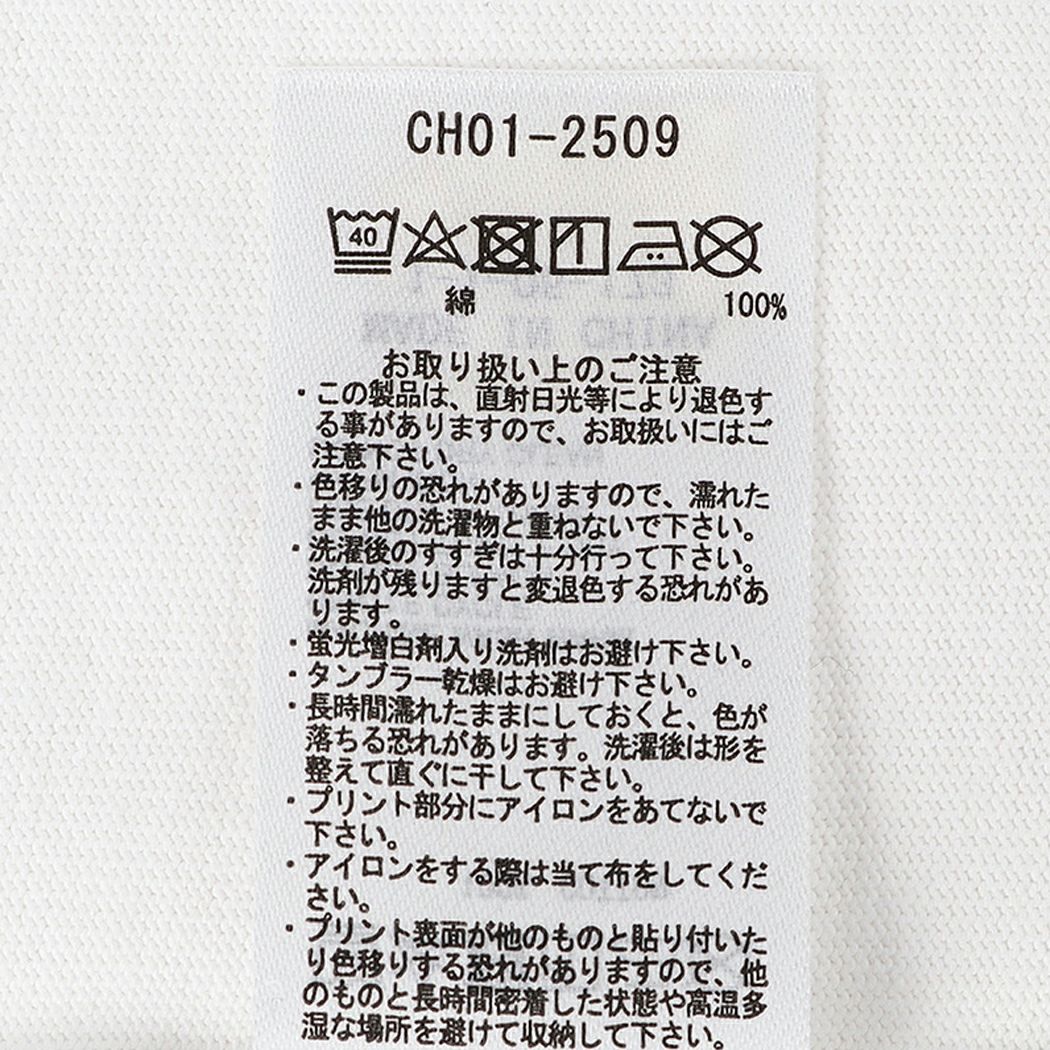 CH01-2509
40
綿 100%
お取り扱い上のご注意
・この製品は、直射日光等により退色す
る事がありますので、お取扱いにはご
注意下さい。
・色移りの恐れがありますので、濡れた
まま他の洗濯物と重ねないで下さい。
・洗濯後のすすぎは十分行って下さい。
洗剤が残りますと変退色する恐れがあ
ります。
・蛍光増白剤入り洗剤はお避け下さい。
・タンブラー乾燥はお避け下さい。
・長時間濡れたままにしておくと、色が
落ちる恐れがあります。洗濯後は形を
整えて直ぐに干して下さい。
・プリント部分にアイロンをあてないで
下さい。
・アイロンをする際は当て布をしてくだ
さい。
・プリント表面が他のものと貼り付いた
り色移りする恐れがありますので、他
のものと長時間密着した状態や高温多
湿な場所を避けて収納して下さい。